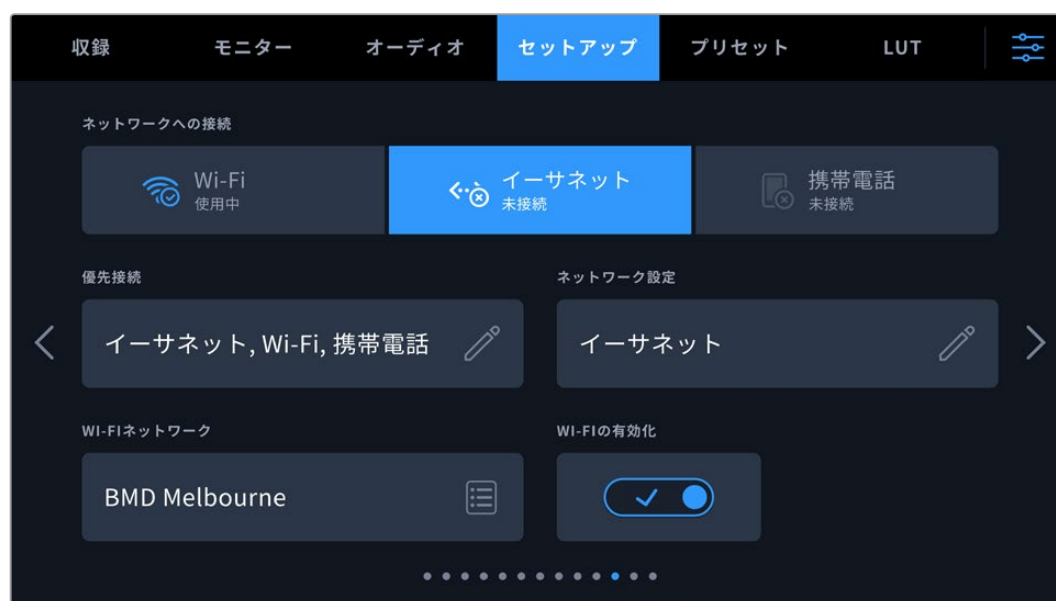 収録 モニター オーディオ セットアップ プリセット LUT
ネットワークへの接続
Wi-Fi
使用中
イーサネット
未接続
携帯電話
未接続
優先接続
イーサネット, Wi-Fi, 携帯電話
ネットワーク設定
イーサネット
WI-FIネットワーク
BMD Melbourne
WI-FIの有効化